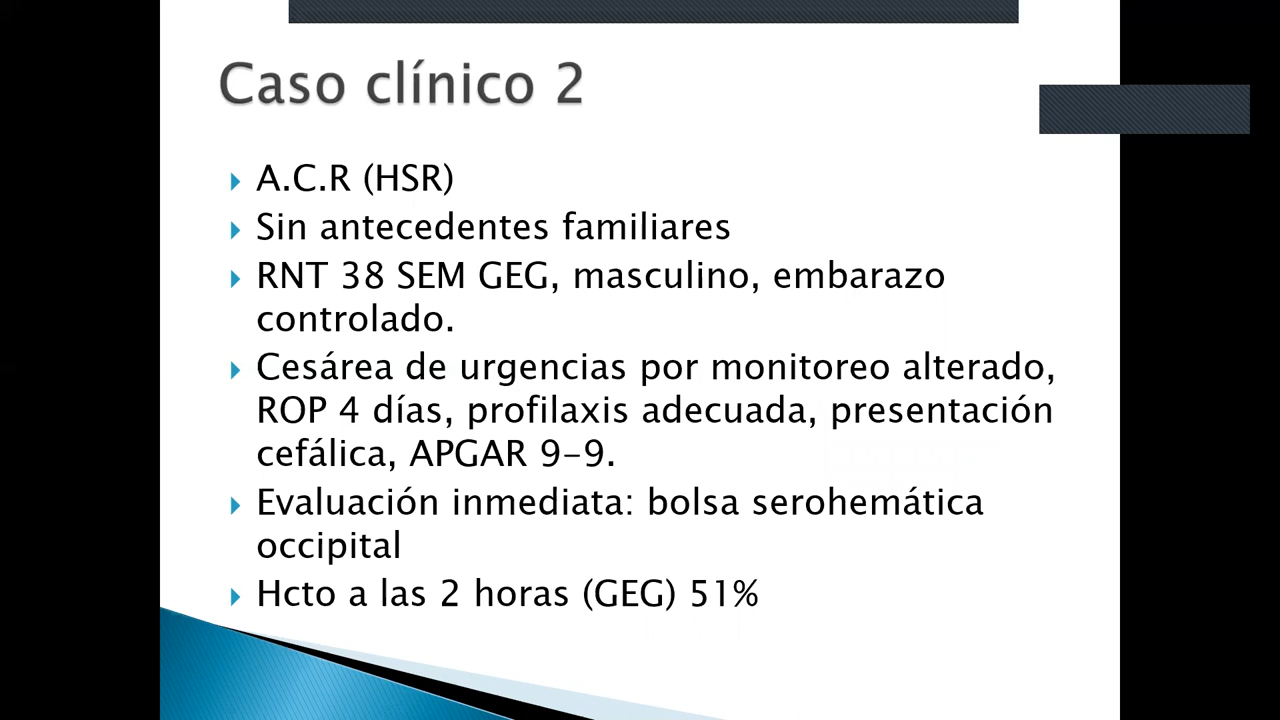 Caso clínico 2
A.C.R (HSR)
Sin antecedentes familiares
RNT 38 SEM GEG, masculino, embarazo
controlado.
Cesárea de urgencias por monitoreo alterado,
ROP 4 días, profilaxis adecuada, presentación
cefálica, APGAR 9-9.
Evaluación inmediata: bolsa serohemática
occipital
Hcto a las 2 horas (GEG) 51%